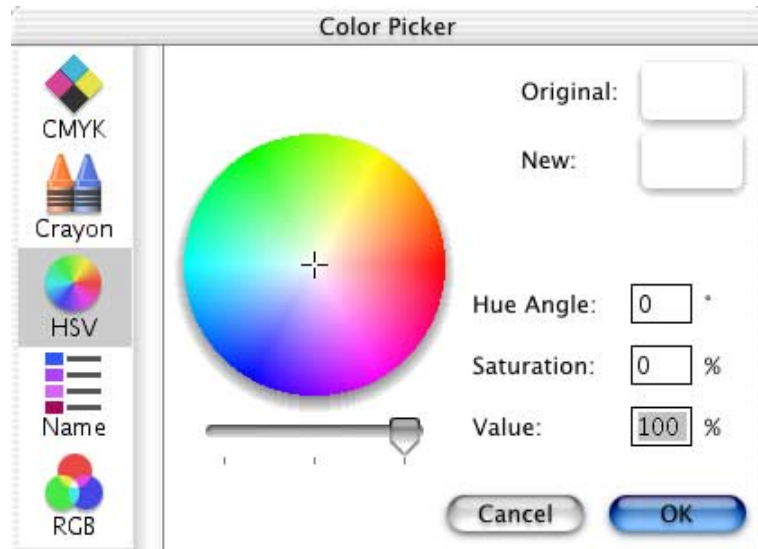 Color Picker
CMYK
Crayon
HSV
Name
RGB
Original:
New:
Hue Angle: 0 °
Saturation: 0 %
Value: 100 %
Cancel OK